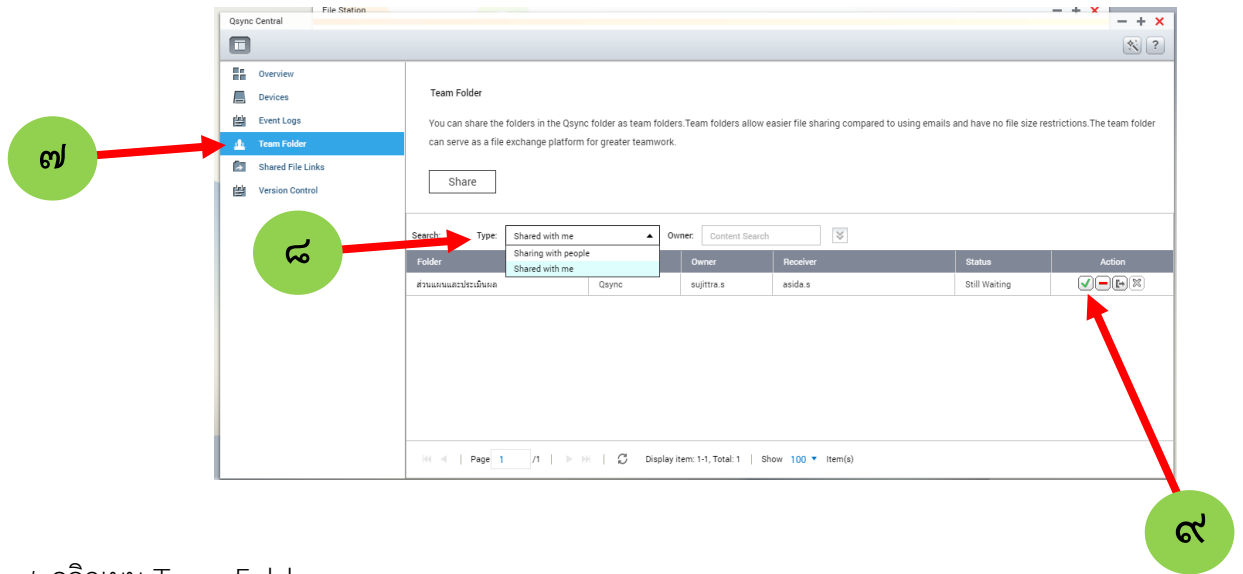 File Station
Qsync Central
Overview
Devices
Event Logs
Team Folder
Shared File Links
Version Control
Team Folder
You can share the folders in the Qsync folder as team folders.Team folders allow easier file sharing compared to using emails and have no file size restrictions.The team folder
can serve as a file exchange platform for greater teamwork.
Share
Search: Type: Shared with me Owner: Content Search
Sharing with people
Shared with me
Folder Owner Receiver Status Action
ส่วนแผนและประเมินผล Qsync sujittra.s asida.s Still Waiting
Page 1 /1 Display item: 1-1, Total: 1 Show 100 Item(s)
๗
๘
๙
Team Folder